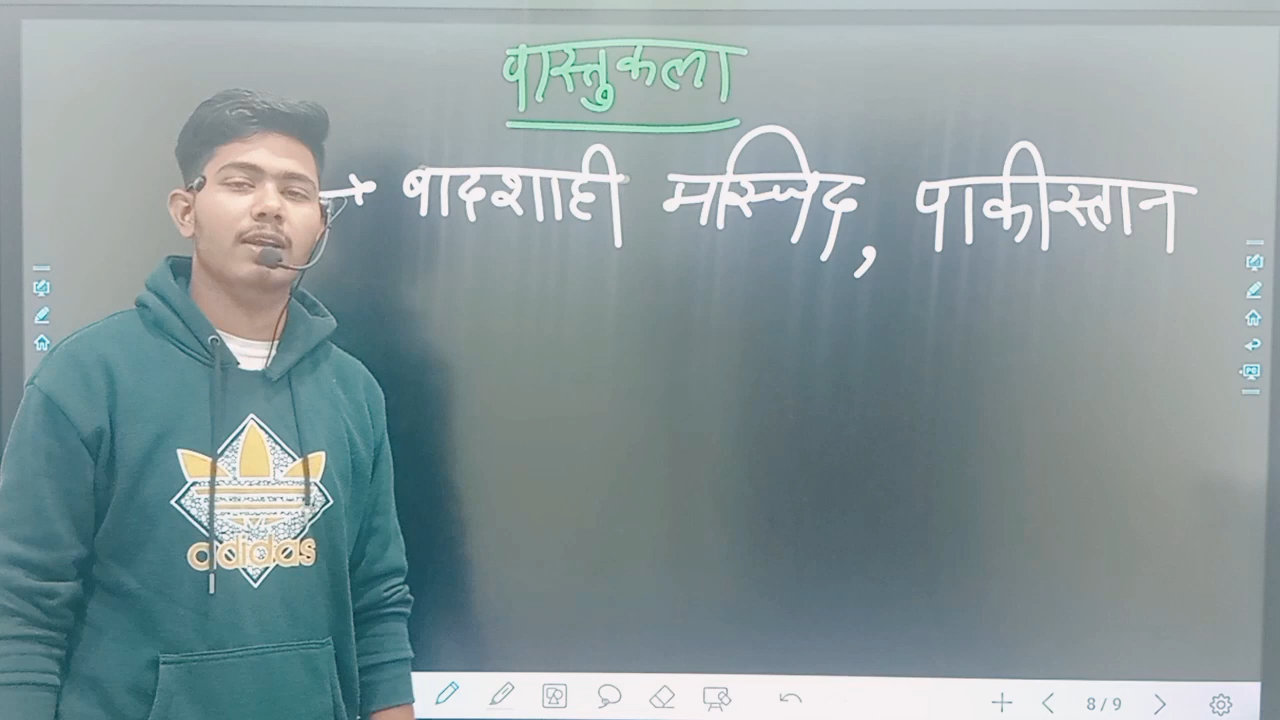 वास्तुकला
→ बादशाही मस्जिद, पाकीस्तान
adidas
8/9